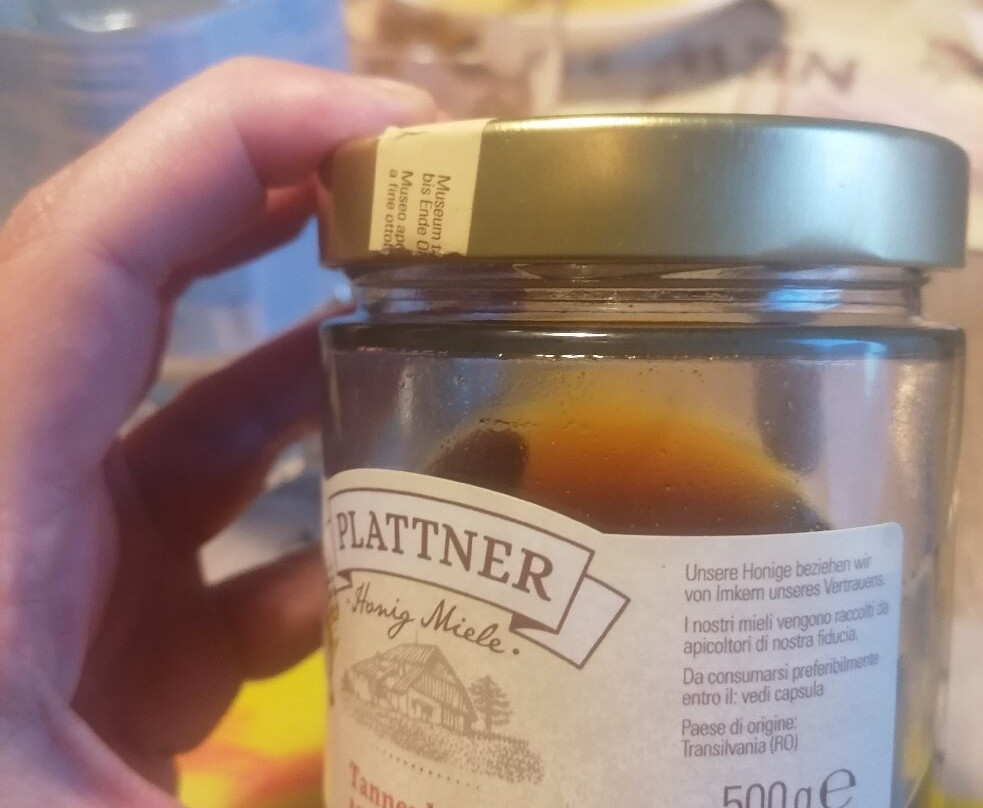 Museum
bis Ende
Museo
a fine
PLATTNER
Honig Miele
Unsere Honige beziehen wir
von Imkern unseres Vertrauens.
I nostri mieli vengono raccolti da
apicoltori di nostra fiducia.
Da consumarsi preferibilmente
entro il: vedi capsula
Paese di origine:
Transilvania (RO)
500 g e